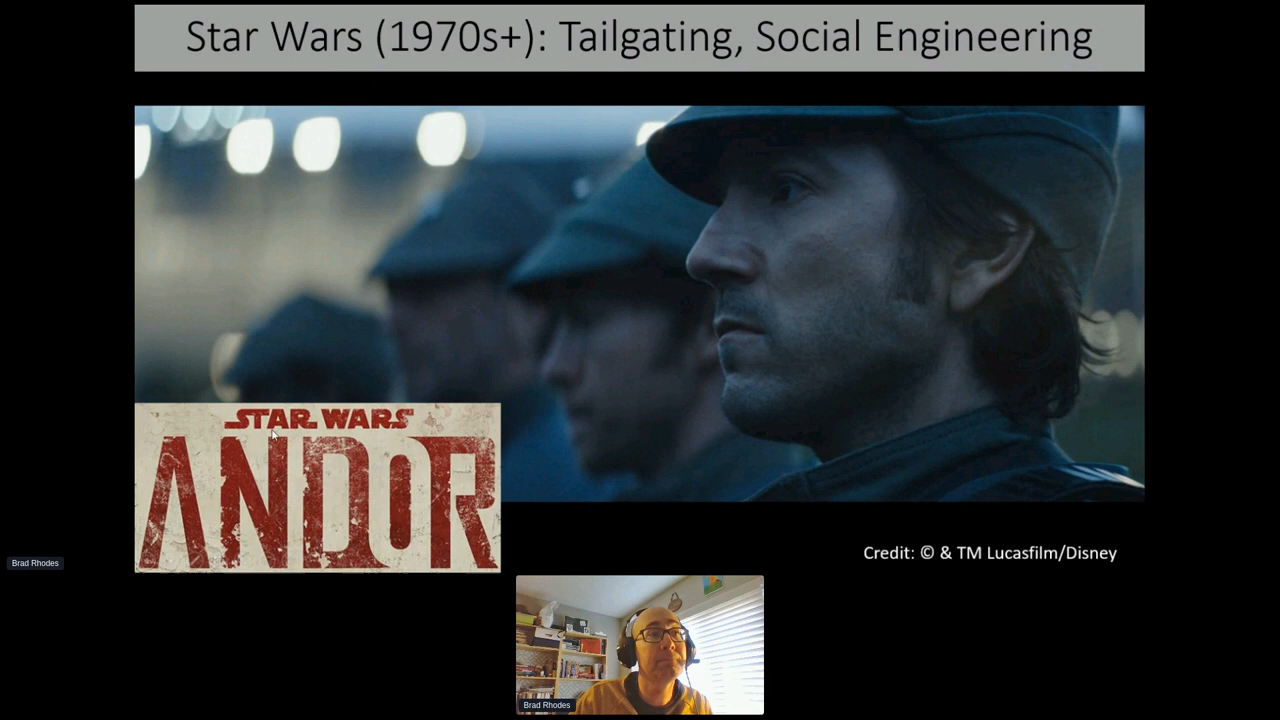 Star Wars (1970s+): Tailgating, Social Engineering
STAR WARS
ANDOR
Credit: © & TM Lucasfilm/Disney
Brad Rhodes
Brad Rhodes